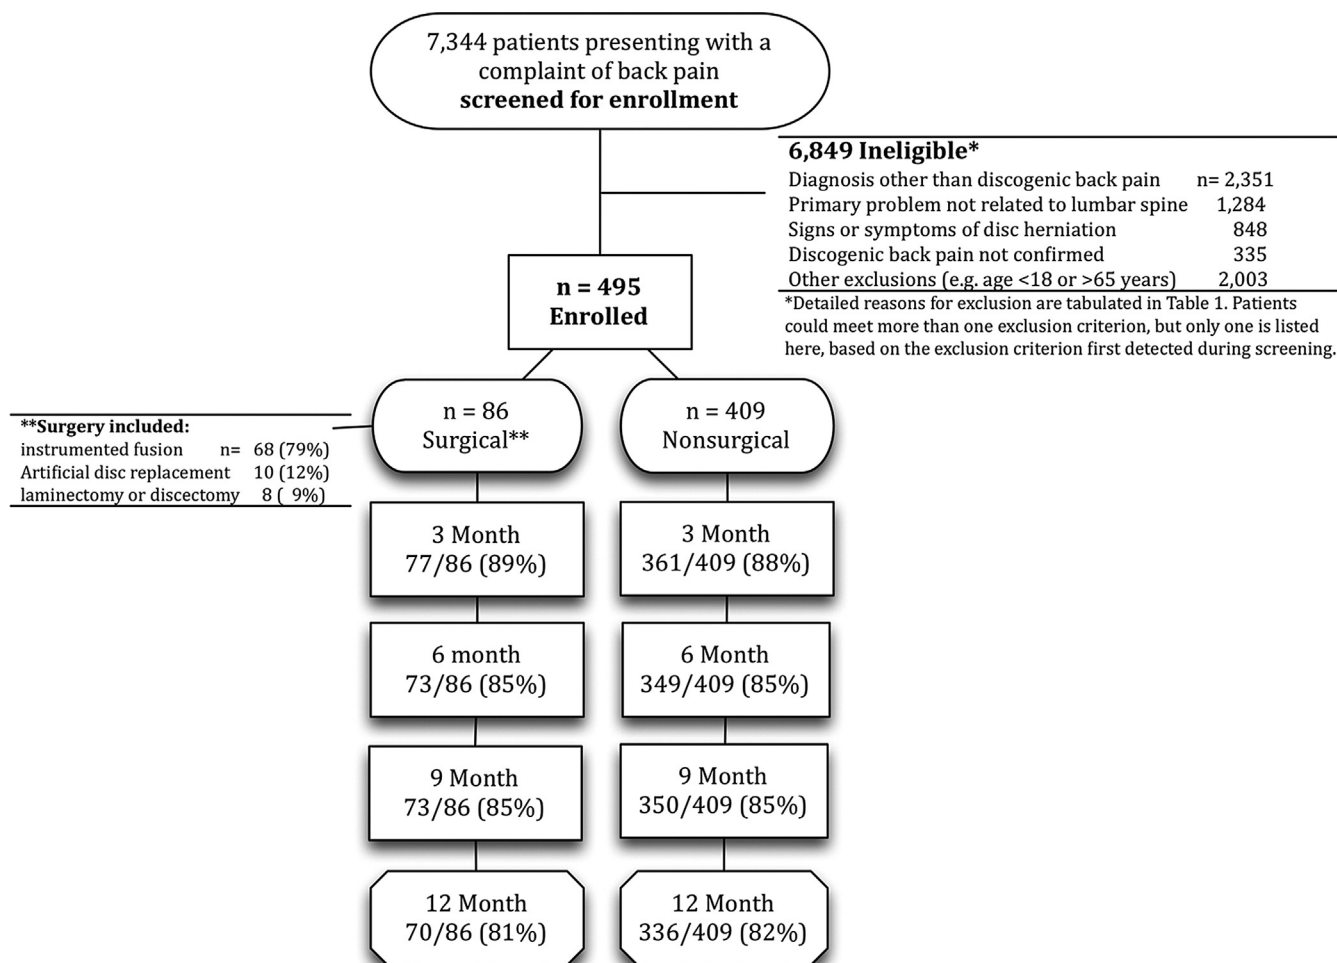 7,344 patients presenting with a
complaint of back pain
screened for enrollment
6,849 Ineligible*
Diagnosis other than discogenic back pain n= 2,351
Primary problem not related to lumbar spine 1,284
Signs or symptoms of disc herniation 848
Discogenic back pain not confirmed 335
Other exclusions (e.g. age <18 or >65 years) 2,003
*Detailed reasons for exclusion are tabulated in Table 1. Patients
could meet more than one exclusion criterion, but only one is listed
here, based on the exclusion criterion first detected during screening.
n = 495
Enrolled
**Surgery included:
instrumented fusion n= 68 (79%)
Artificial disc replacement 10 (12%)
laminectomy or discectomy 8 ( 9%)
n = 86
Surgical**
n = 409
Nonsurgical
3 Month
77/86 (89%)
3 Month
361/409 (88%)
6 month
73/86 (85%)
6 Month
349/409 (85%)
9 Month
73/86 (85%)
9 Month
350/409 (85%)
12 Month
70/86 (81%)
12 Month
336/409 (82%)